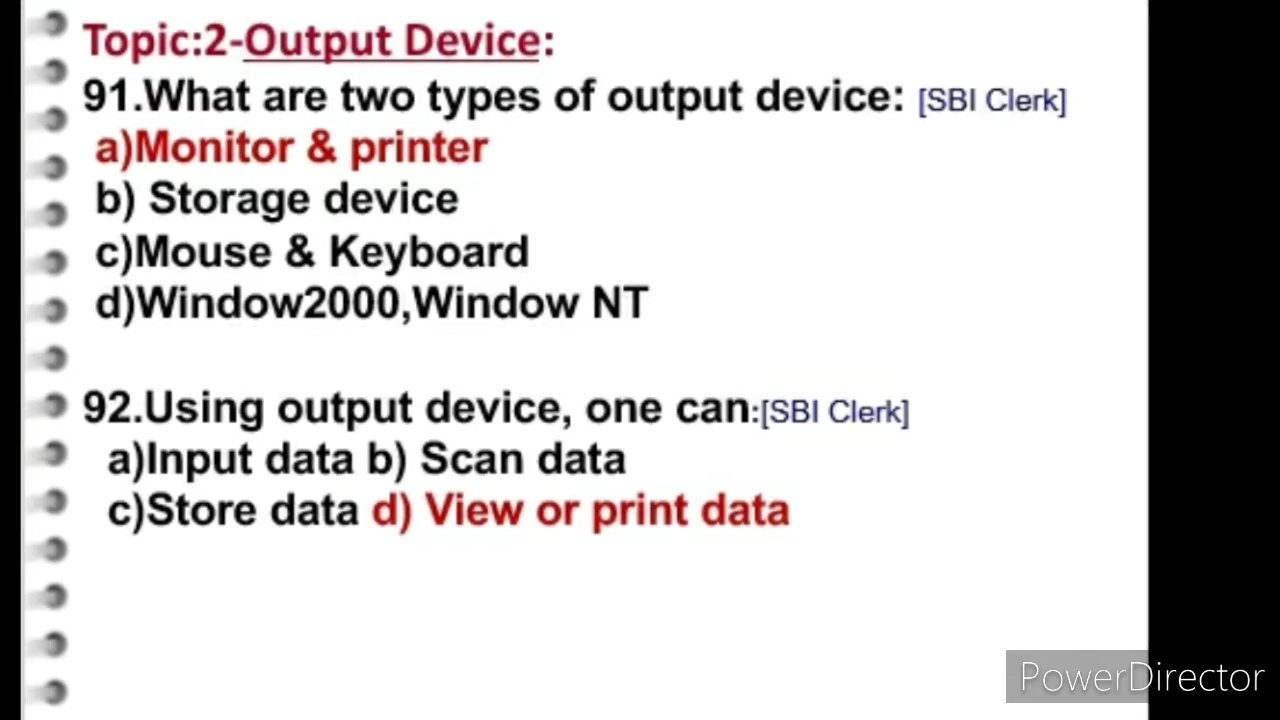 Topic:2-Output Device:
91.What are two types of output device: [SBI Clerk]
a)Monitor & printer
b) Storage device
c)Mouse & Keyboard
d)Window2000,Window NT
92.Using output device, one can:[SBI Clerk]
a)Input data b) Scan data
c)Store data d) View or print data
PowerDirector